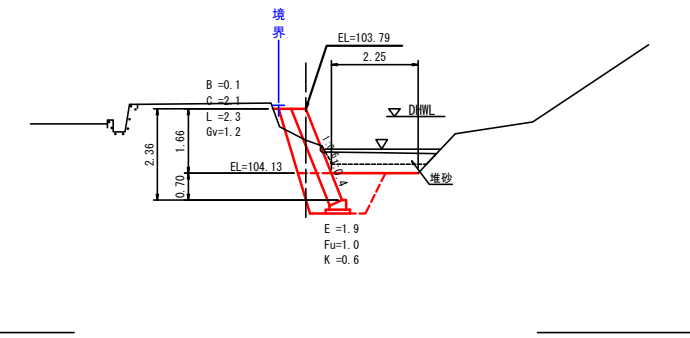 境
界
EL=103.79
2.25
B =0.1
C =2.1
L =2.3
Gv=1.2
DHWL
1.66
2.36
0.70
EL=104.13
堆砂
E =1.9
Fu=1.0
K =0.6